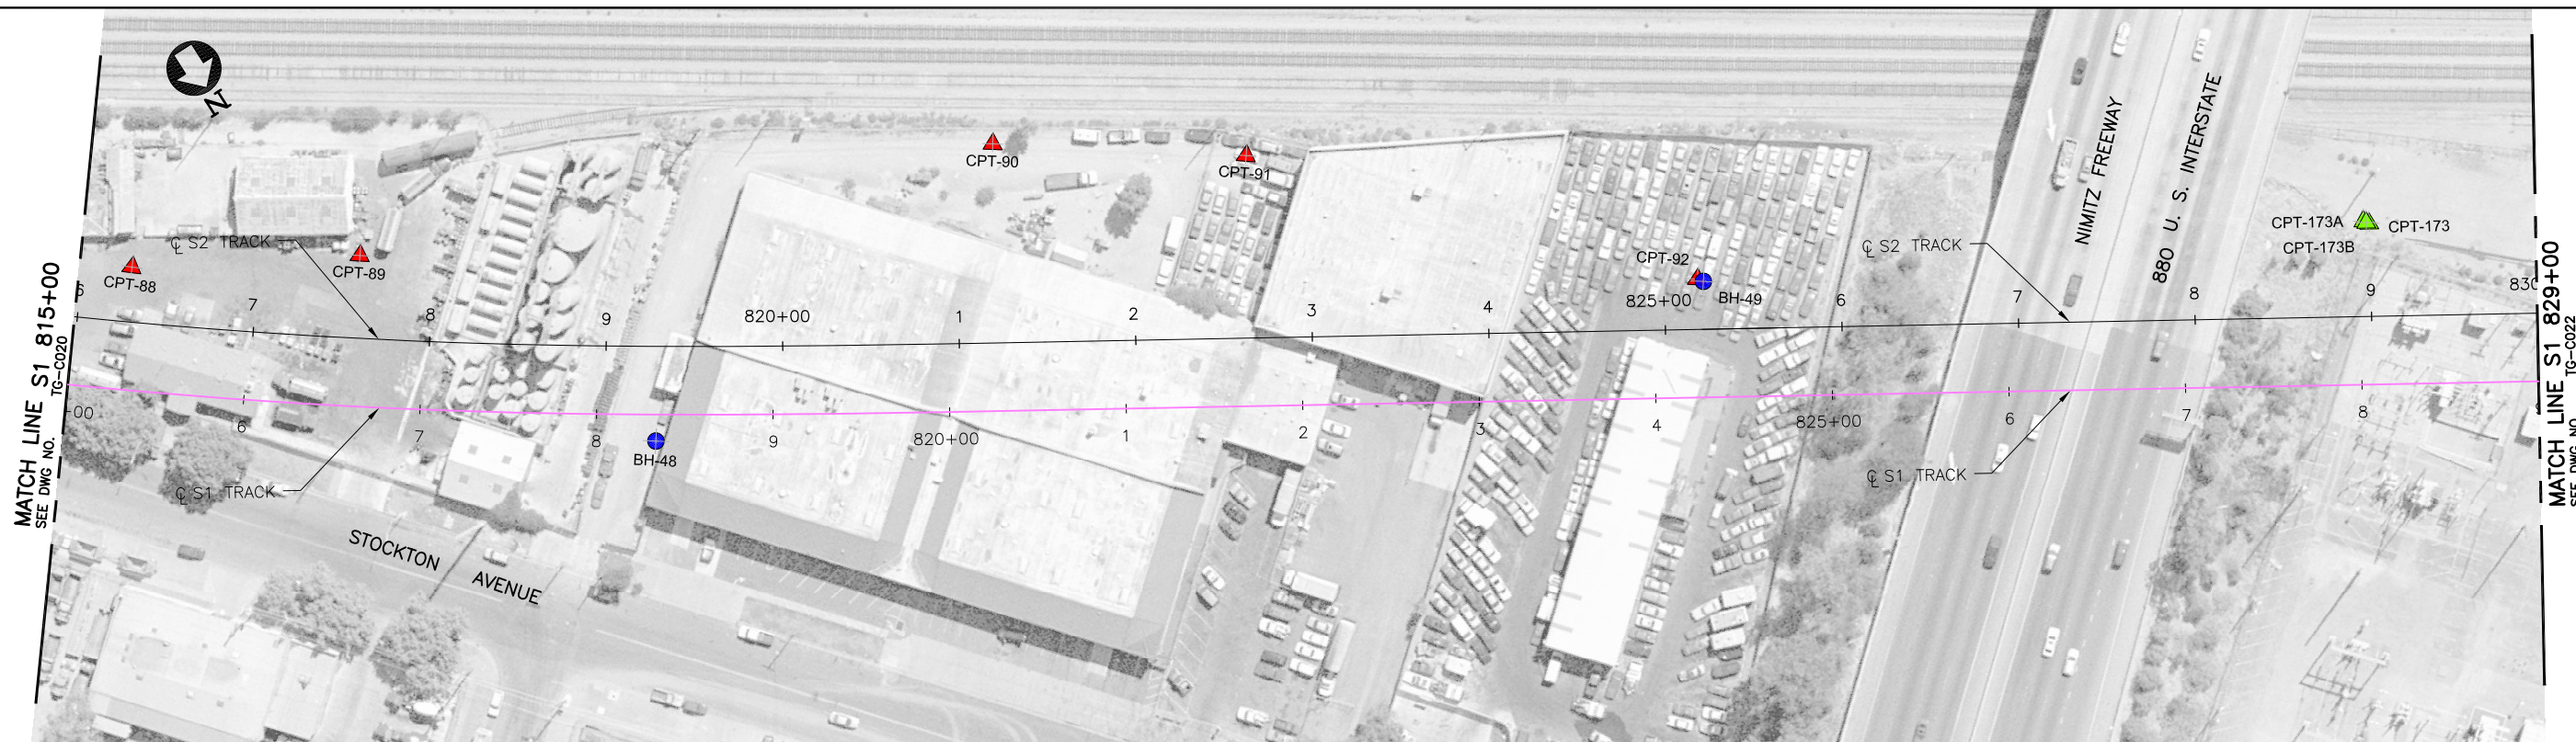 N
CPT-90
CPT-91
CPT-88
CPT-89
CPT-92
BH-49
CPT-173A
CPT-173
CPT-173B
NIMITZ FREEWAY
880 U. S. INTERSTATE
℄ S2 TRACK
℄ S2 TRACK
6
7
8
9
820+00
1
2
3
4
825+00
6
7
8
9
830
00
6
7
8
9
820+00
1
2
3
4
825+00
6
7
8
BH-48
℄ S1 TRACK
℄ S1 TRACK
STOCKTON AVENUE
MATCH LINE S1 815+00
SEE DWG NO. TG-C020
MATCH LINE S1 829+00
SEE DWG NO. TG-C022